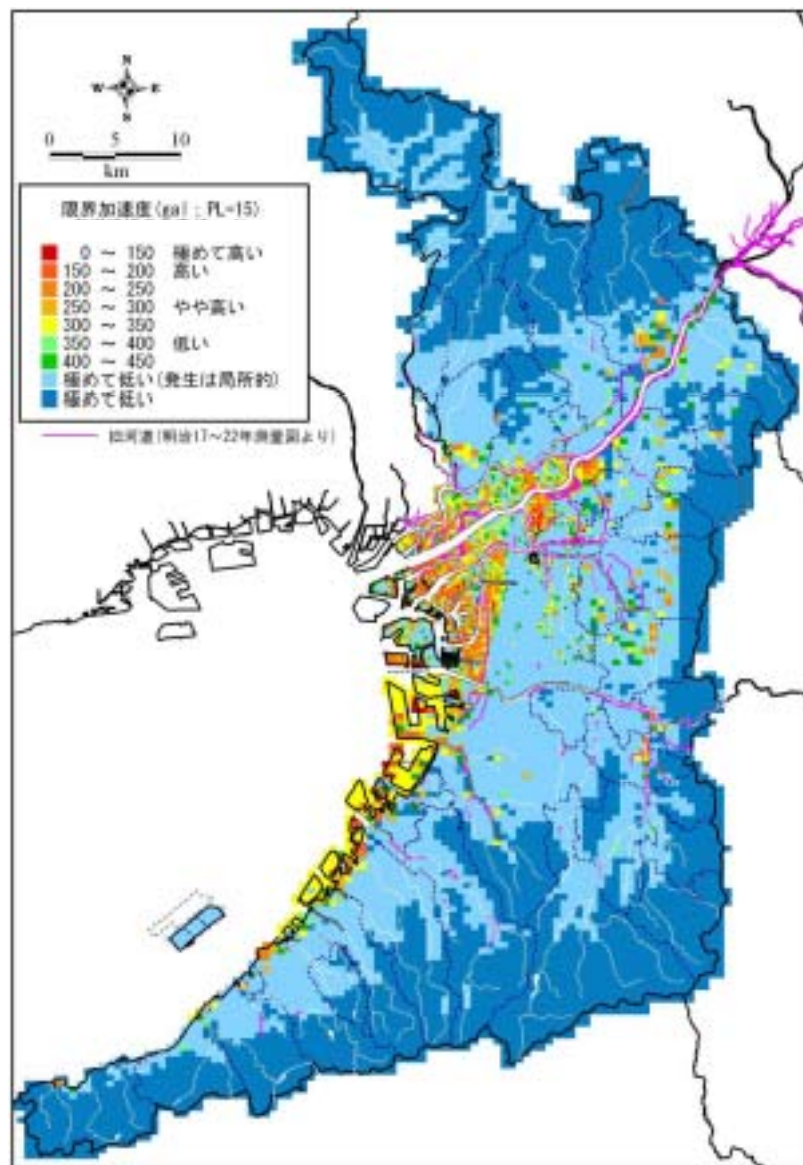 N
W E
S
0 5 10
km
限界加速度(gal : PL=15)
0 ～ 150 極めて高い
150 ～ 200 高い
200 ～ 250
250 ～ 300 やや高い
300 ～ 350
350 ～ 400 低い
400 ～ 450
極めて低い(発生は局所的)
極めて低い
旧河道(明治17～22年測量図より)